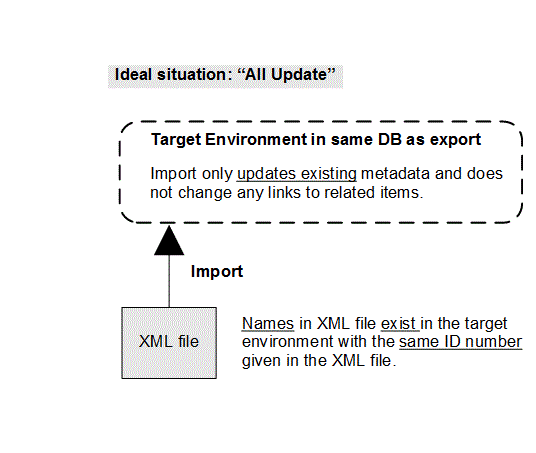 Ideal situation: “All Update”
Target Environment in same DB as export
Import only updates existing metadata and does
not change any links to related items.
Import
XML file
Names in XML file exist in the target
environment with the same ID number
given in the XML file.